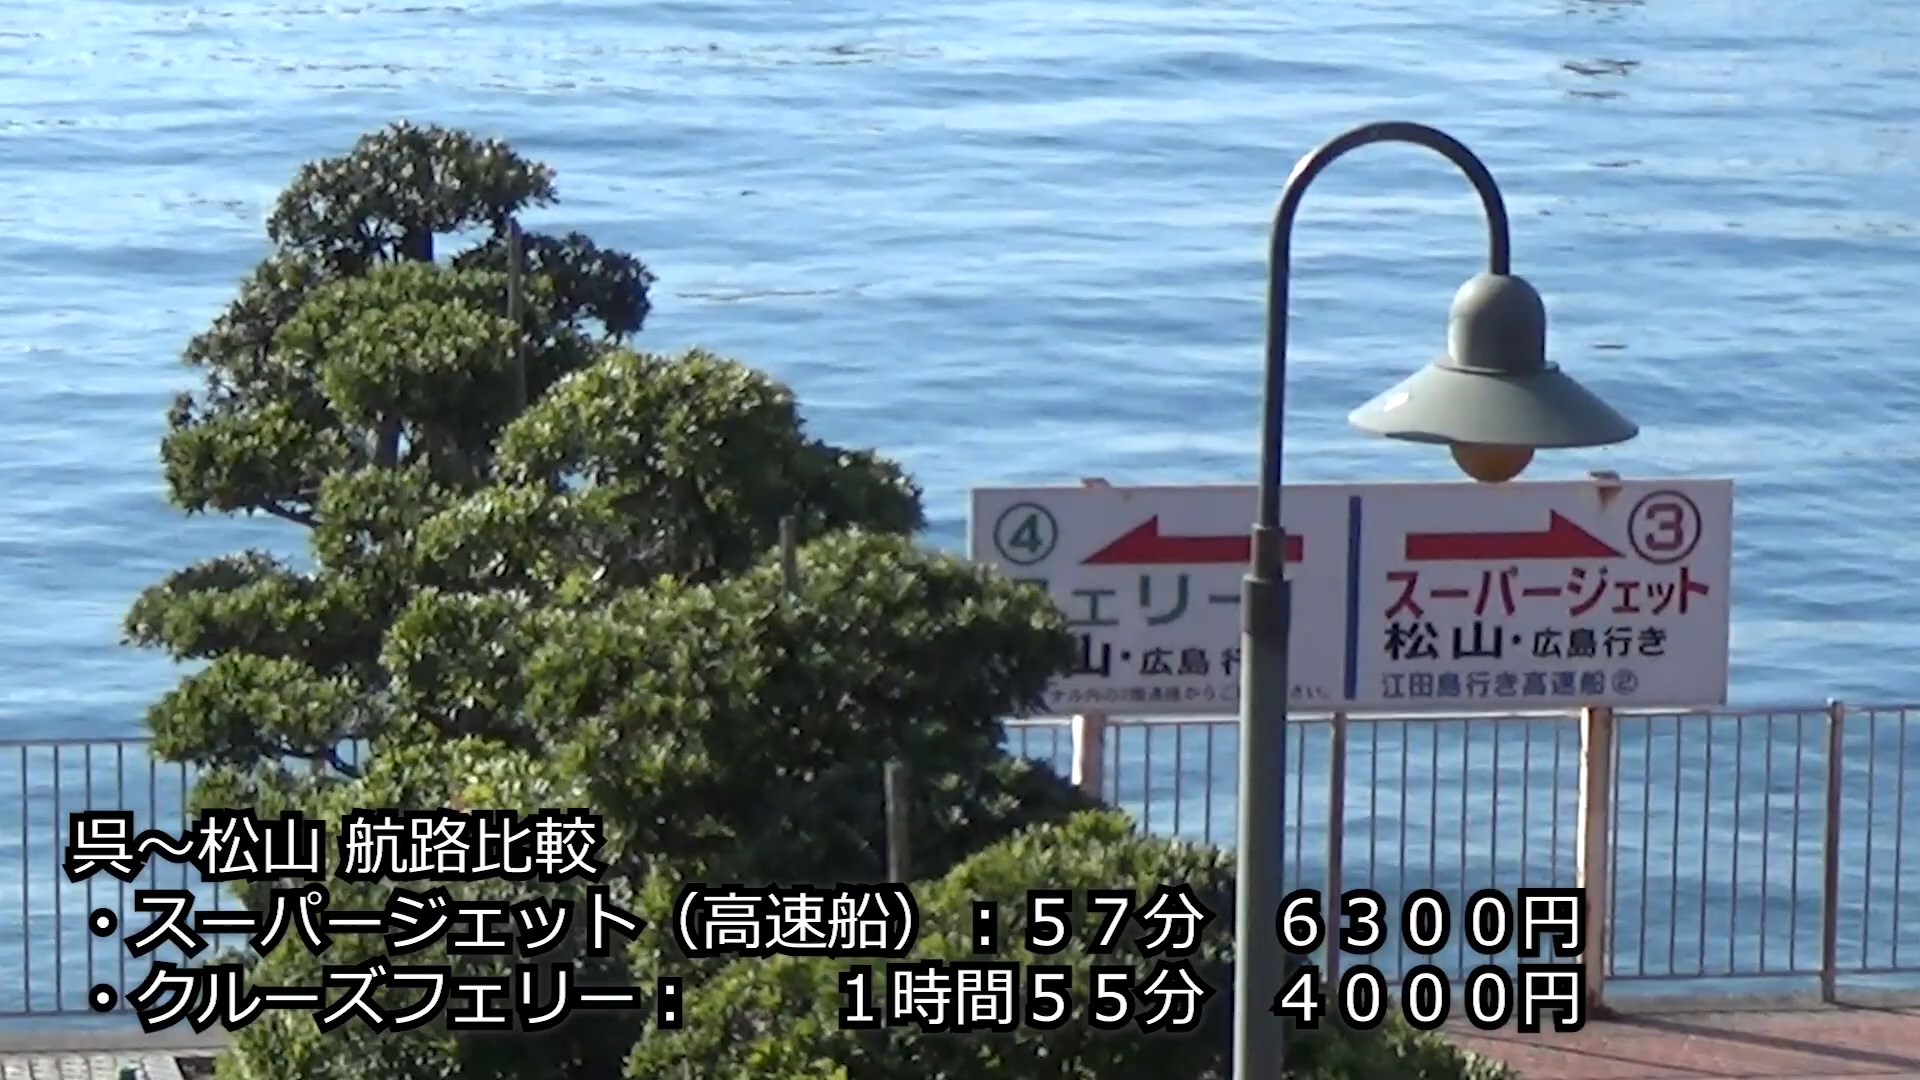 ④
ェリー
山・広島行
③
スーパージェット
松山・広島行き
江田島行き高速船②
呉～松山 航路比較
・スーパージェット（高速船）：５７分　６３００円
・クルーズフェリー：　　１時間５５分　４０００円